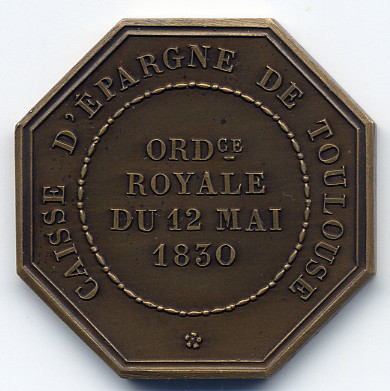 CAISSE D'ÉPARGNE DE TOULOUSE
ORDCE
ROYALE
DU 12 MAI
1830